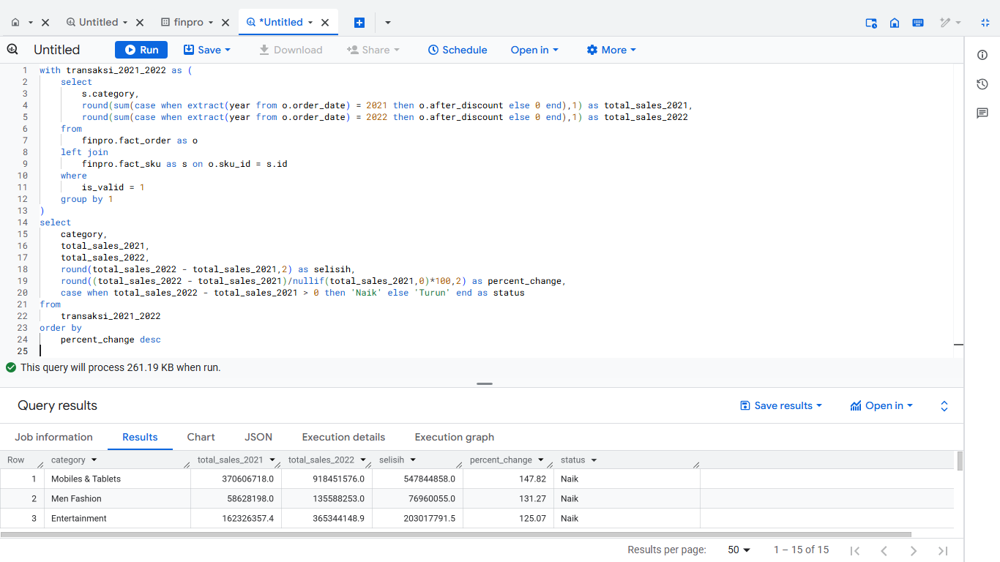 Untitled finpro *Untitled
Untitled Run Save Download Share Schedule Open in More
1 with transaksi_2021_2022 as (
2 select
3 s.category,
4 round(sum(case when extract(year from o.order_date) = 2021 then o.after_discount else 0 end),1) as total_sales_2021,
5 round(sum(case when extract(year from o.order_date) = 2022 then o.after_discount else 0 end),1) as total_sales_2022
6 from
7 finpro.fact_order as o
8 left join
9 finpro.fact_sku as s on o.sku_id = s.id
10 where
11 is_valid = 1
12 group by 1
13 )
14 select
15 category,
16 total_sales_2021,
17 total_sales_2022,
18 round(total_sales_2022 - total_sales_2021,2) as selisih,
19 round((total_sales_2022 - total_sales_2021)/nullif(total_sales_2021,0)*100,2) as percent_change,
20 case when total_sales_2022 - total_sales_2021 > 0 then 'Naik' else 'Turun' end as status
21 from
22 transaksi_2021_2022
23 order by
24 percent_change desc
25
This query will process 261.19 KB when run.
Query results Save results Open in
Job information Results Chart JSON Execution details Execution graph
Row category total_sales_2021 total_sales_2022 selisih percent_change status
1 Mobiles & Tablets 370606718.0 918451576.0 547844858.0 147.82 Naik
2 Men Fashion 58628198.0 135588253.0 76960055.0 131.27 Naik
3 Entertainment 162326357.4 365344148.9 203017791.5 125.07 Naik
Results per page: 50 1 – 15 of 15